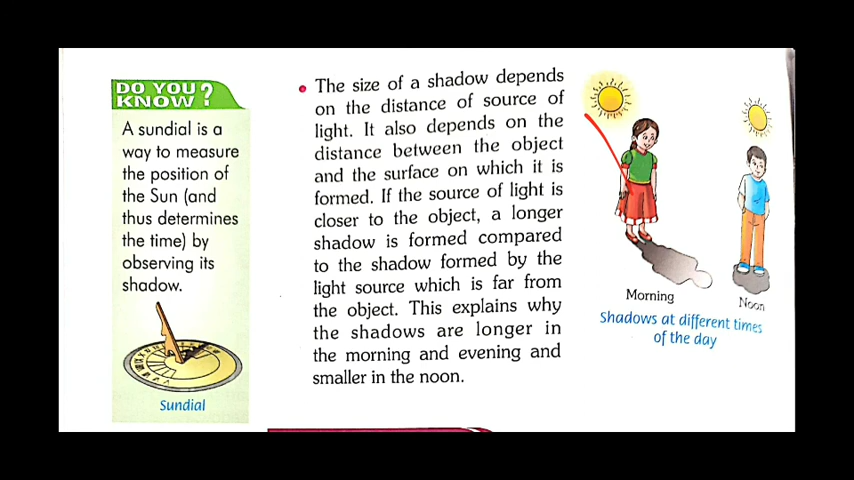 DO YOU
KNOW?
A sundial is a
way to measure
the position of
the Sun (and
thus determines
the time) by
observing its
shadow.
Sundial
The size of a shadow depends
on the distance of source of
light. It also depends on the
distance between the object
and the surface on which it is
formed. If the source of light is
closer to the object, a longer
shadow is formed compared
to the shadow formed by the
light source which is far from
the object. This explains why
the shadows are longer in
the morning and evening and
smaller in the noon.
Morning
Noon
Shadows at different times
of the day